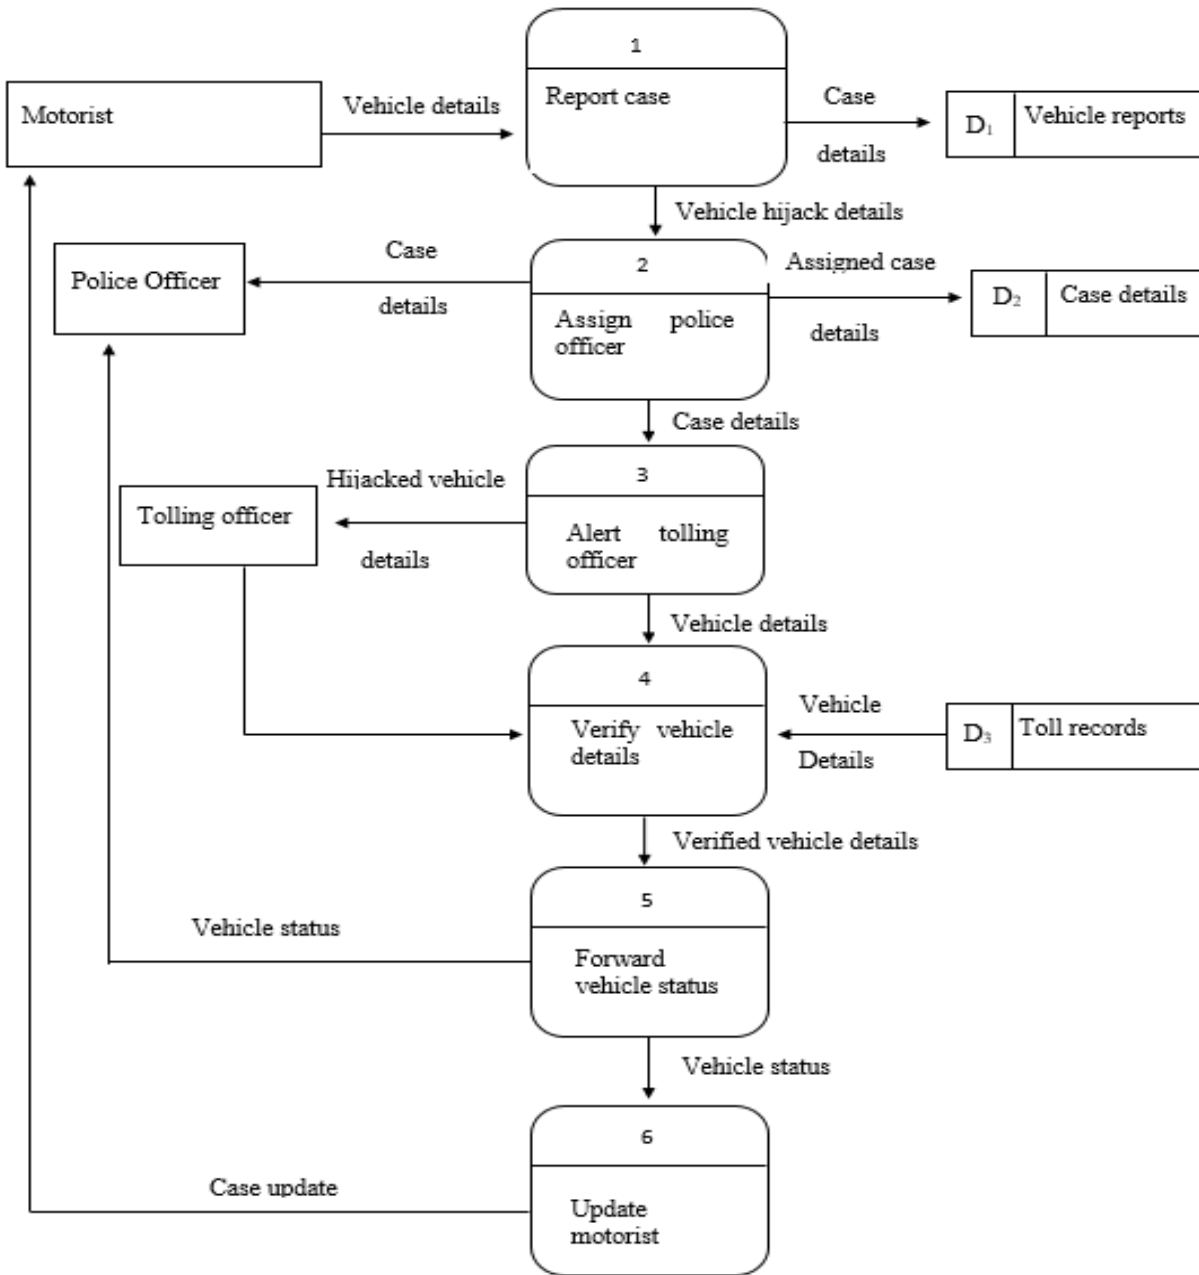 1
Report case
Motorist
Vehicle details
Case
details
D1
Vehicle reports
Vehicle hijack details
Police Officer
Case
details
2
Assign police
officer
Assigned case
details
D2
Case details
Case details
Tolling officer
Hijacked vehicle
details
3
Alert tolling
officer
Vehicle details
4
Verify vehicle
details
Vehicle
Details
D3
Toll records
Verified vehicle details
5
Forward
vehicle status
Vehicle status
Vehicle status
6
Update
motorist
Case update